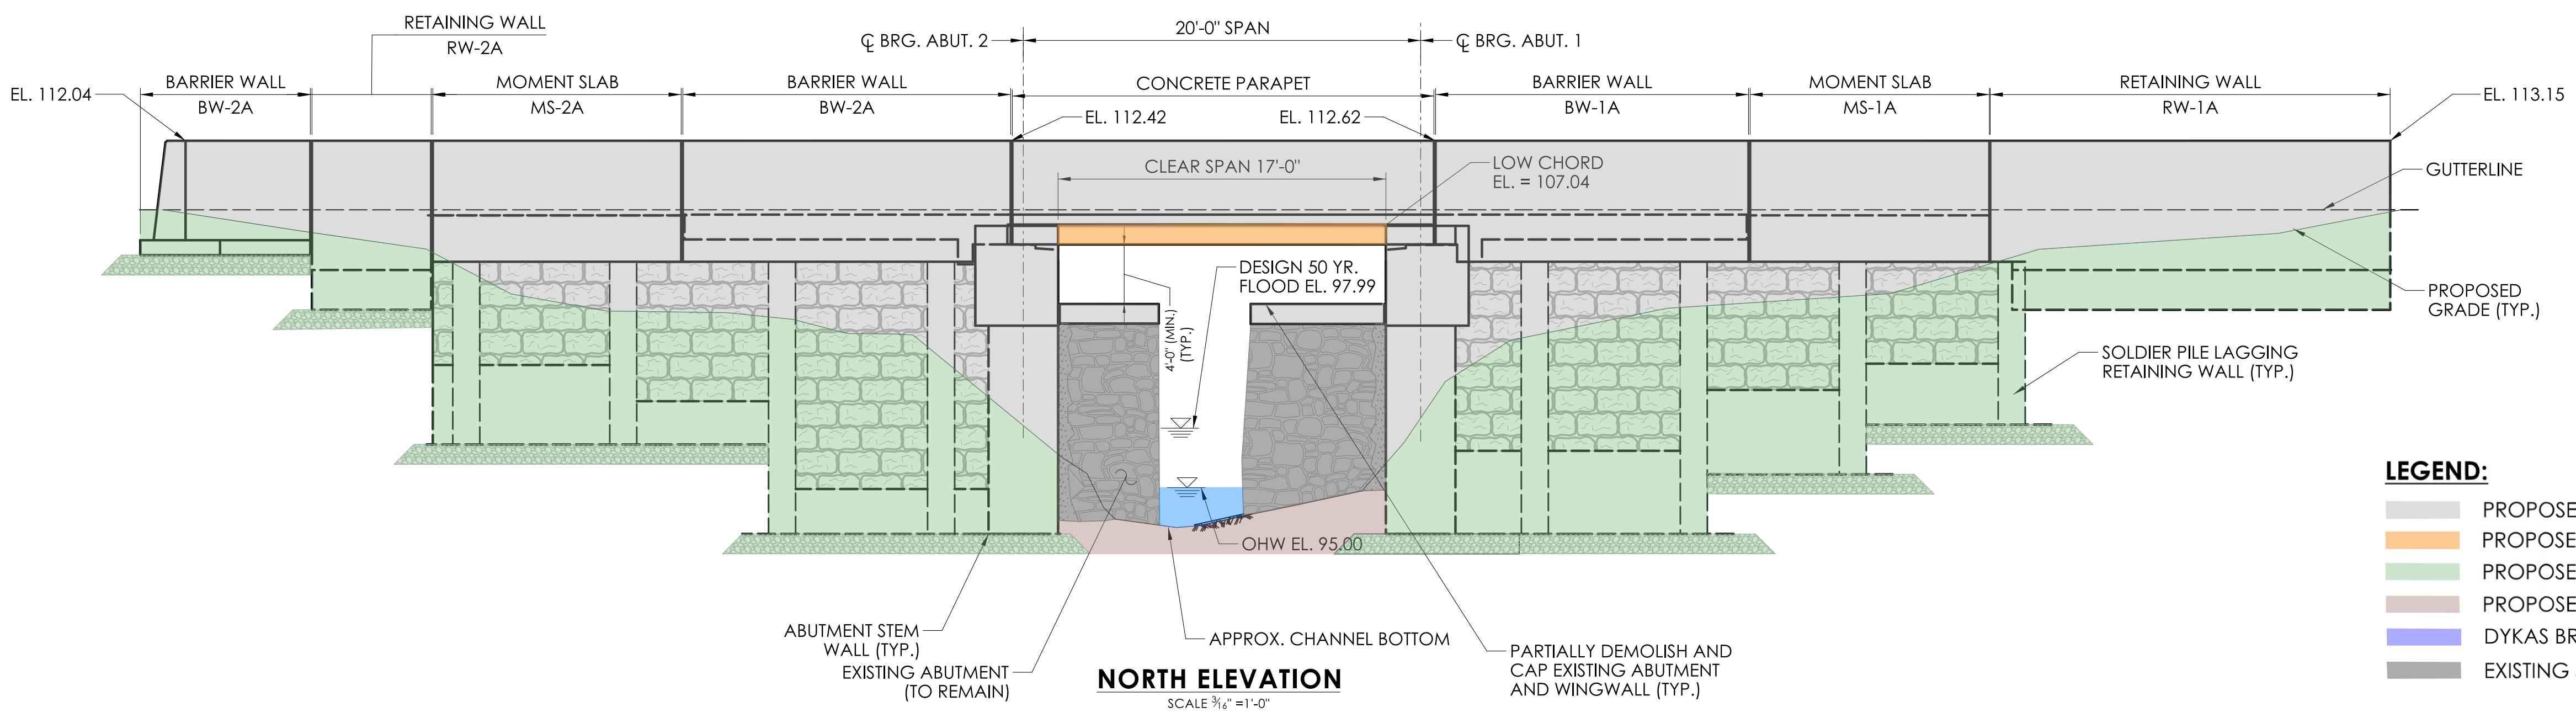 RETAINING WALL
RW-2A
20'-0" SPAN
℄ BRG. ABUT. 2
℄ BRG. ABUT. 1
EL. 112.04
BARRIER WALL
BW-2A
MOMENT SLAB
MS-2A
BARRIER WALL
BW-2A
CONCRETE PARAPET
BARRIER WALL
BW-1A
MOMENT SLAB
MS-1A
RETAINING WALL
RW-1A
EL. 113.15
EL. 112.42
EL. 112.62
CLEAR SPAN 17'-0"
LOW CHORD
EL. = 107.04
GUTTERLINE
DESIGN 50 YR.
FLOOD EL. 97.99
4'-0" (MIN.)
(TYP.)
PROPOSED
GRADE (TYP.)
SOLDIER PILE LAGGING
RETAINING WALL (TYP.)
OHW EL. 95.00
ABUTMENT STEM
WALL (TYP.)
EXISTING ABUTMENT
(TO REMAIN)
APPROX. CHANNEL BOTTOM
PARTIALLY DEMOLISH AND
CAP EXISTING ABUTMENT
AND WINGWALL (TYP.)
NORTH ELEVATION
SCALE 3/16" =1'-0"
LEGEND:
PROPOSE
PROPOSE
PROPOSE
PROPOSE
DYKAS BR
EXISTING